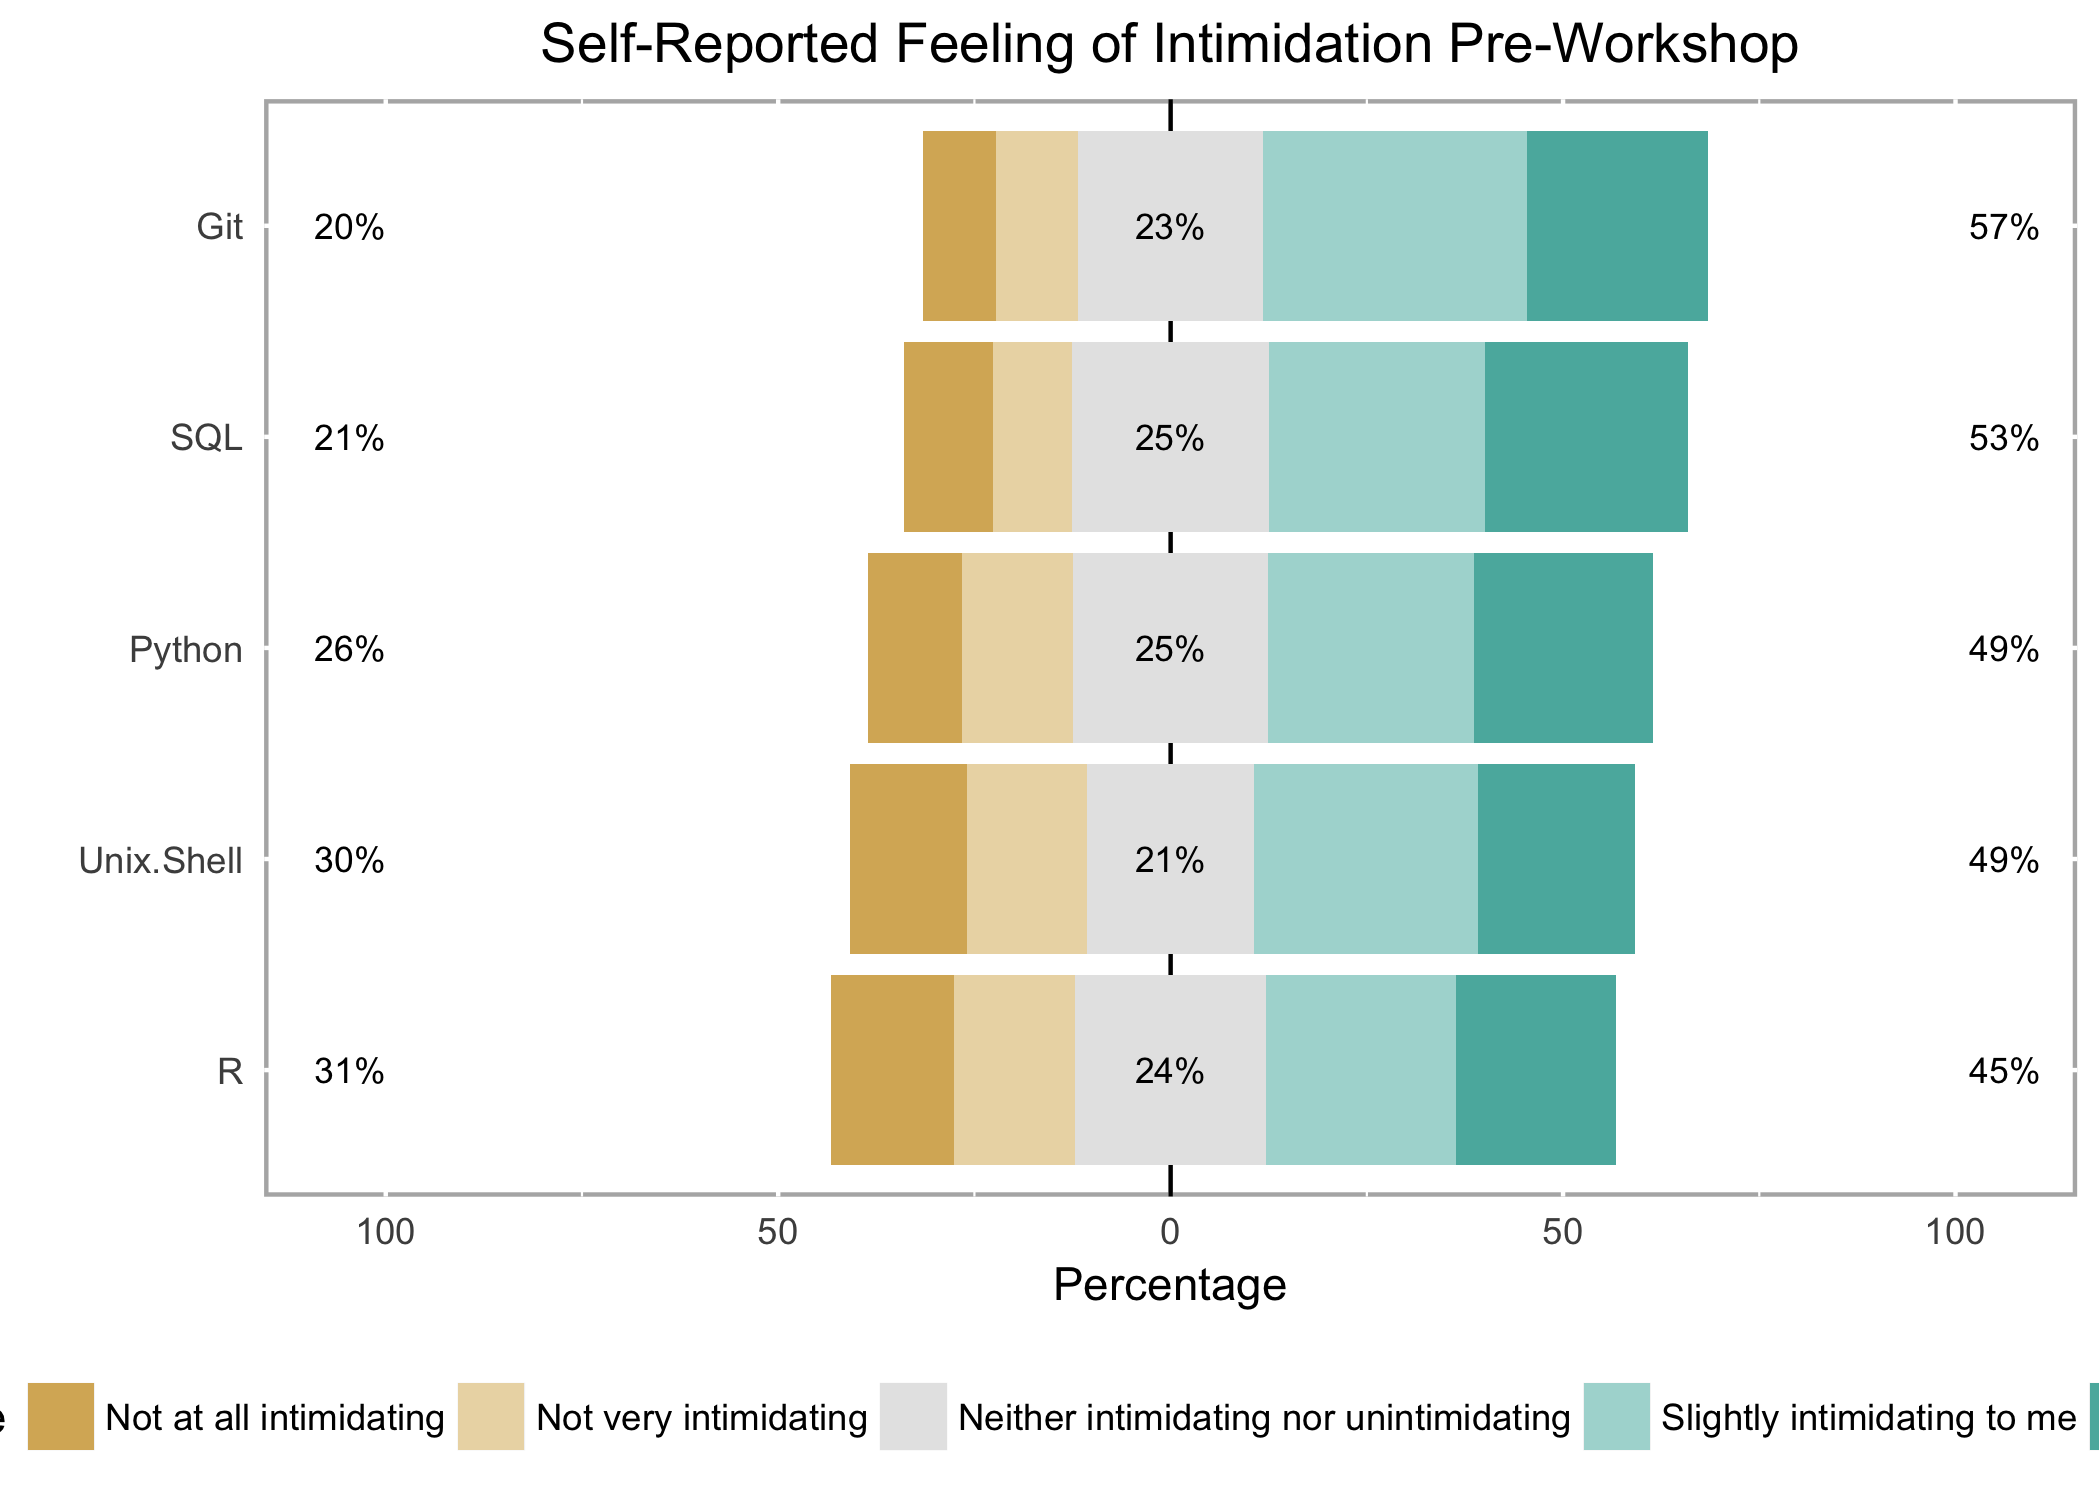 Self-Reported Feeling of Intimidation Pre-Workshop
Git 20% 23% 57%
SQL 21% 25% 53%
Python 26% 25% 49%
Unix.Shell 30% 21% 49%
R 31% 24% 45%
100 50 0 50 100
Percentage
e Not at all intimidating Not very intimidating Neither intimidating nor unintimidating Slightly intimidating to me